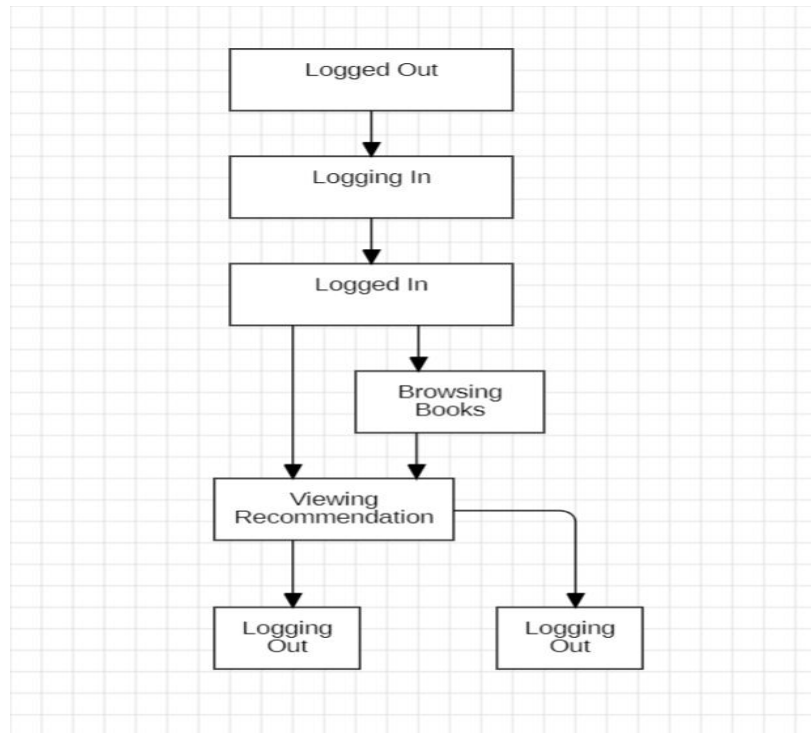 Logged Out
Logging In
Logged In
Browsing
Books
Viewing
Recommendation
Logging
Out
Logging
Out